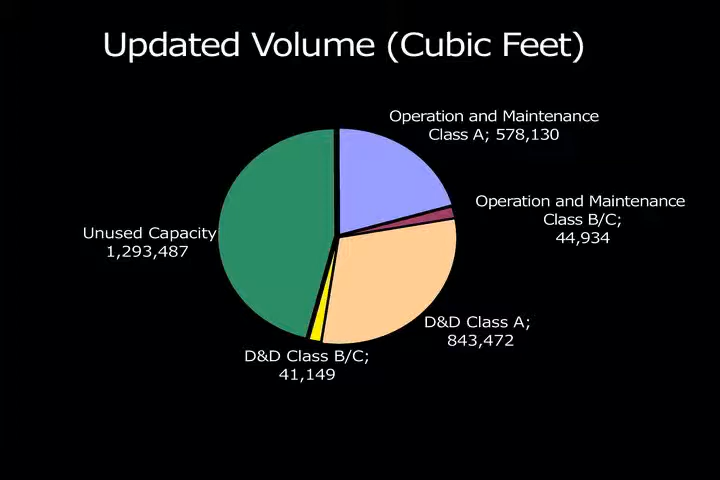 Updated Volume (Cubic Feet)
Operation and Maintenance
Class A; 578,130
Operation and Maintenance
Class B/C;
44,934
Unused Capacity
1,293,487
D&D Class A;
843,472
D&D Class B/C;
41,149